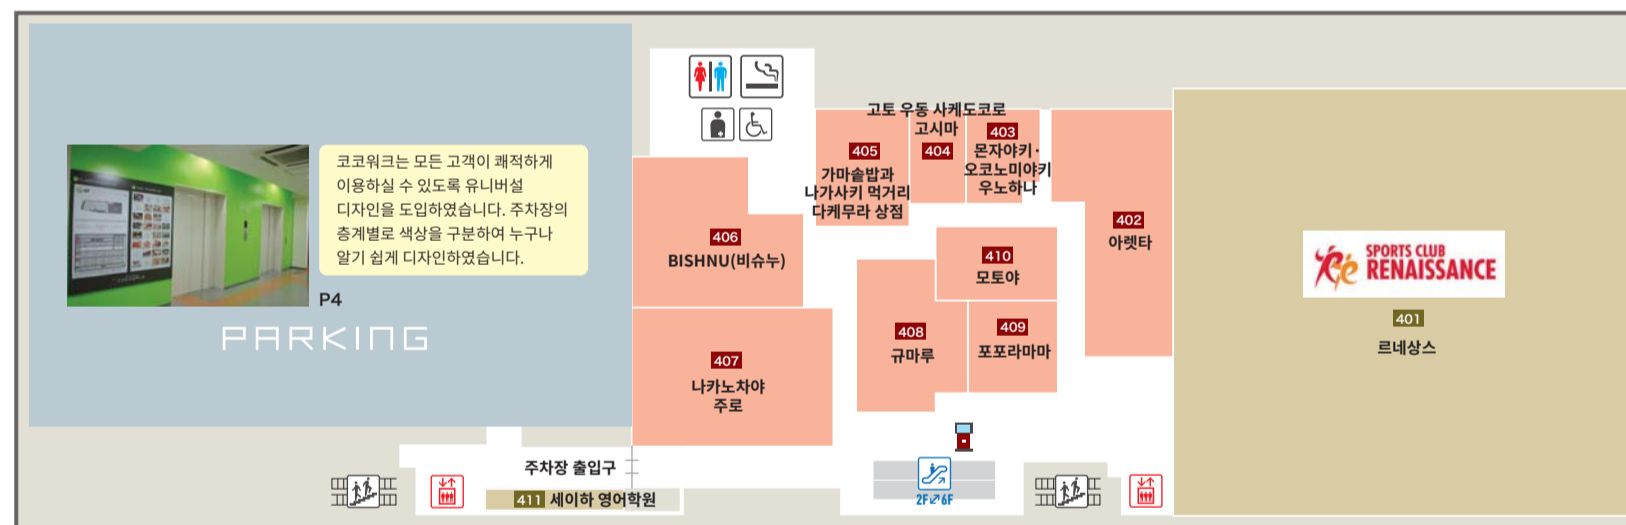 코코워크는 모든 고객이 쾌적하게
이용하실 수 있도록 유니버설
디자인을 도입하였습니다. 주차장의
층계별로 색상을 구분하여 누구나
알기 쉽게 디자인하였습니다.
P4
PARKING
고토 우동 사케도코로
고시마
404
403
몬자야키·
오코노미야키
우노하나
405
가마솥밥과
나가사키 먹거리
다케무라 상점
402
아렛타
406
BISHNU(비슈누)
410
모토야
SPORTS CLUB
RENAISSANCE
401
르네상스
408
규마루
409
포포라마마
407
나카노차야
주로
주차장 출입구
411 세이하 영어학원
2F 6F